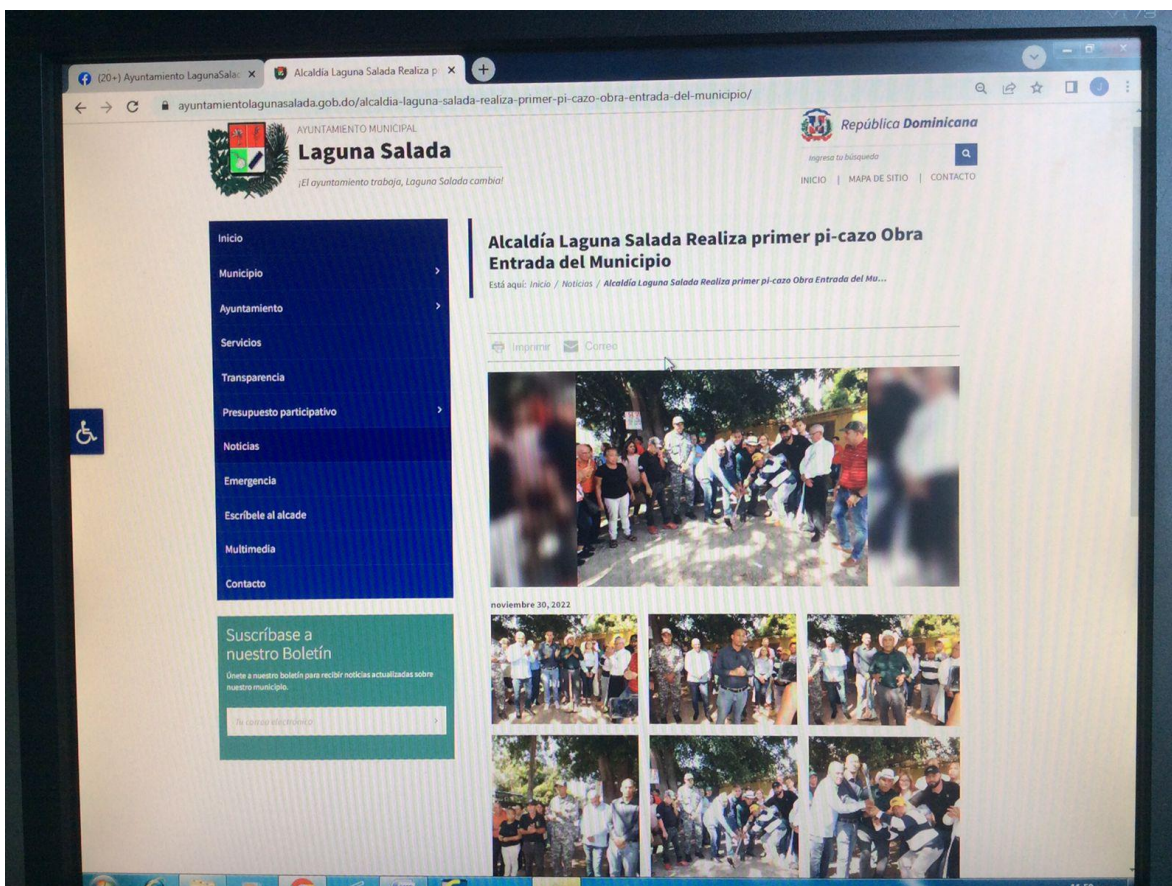 (20+) Ayuntamiento LagunaSalad
Alcaldía Laguna Salada Realiza p
ayuntamientolagunasalada.gob.do/alcaldia-laguna-salada-realiza-primer-pi-cazo-obra-entrada-del-municipio/
AYUNTAMIENTO MUNICIPAL
Laguna Salada
¡El ayuntamiento trabaja, Laguna Salada cambia!
República Dominicana
Ingresa tu búsqueda
INICIO | MAPA DE SITIO | CONTACTO
Inicio
Municipio
Ayuntamiento
Servicios
Transparencia
Presupuesto participativo
Noticias
Emergencia
Escríbele al alcade
Multimedia
Contacto
Suscríbase a
nuestro Boletín
Únete a nuestro boletín para recibir noticias actualizadas sobre
nuestro municipio.
Tu correo electrónico
Alcaldía Laguna Salada Realiza primer pi-cazo Obra
Entrada del Municipio
Está aquí: Inicio / Noticias / Alcaldía Laguna Salada Realiza primer pi-cazo Obra Entrada del Mu...
Imprimir Correo
noviembre 30, 2022